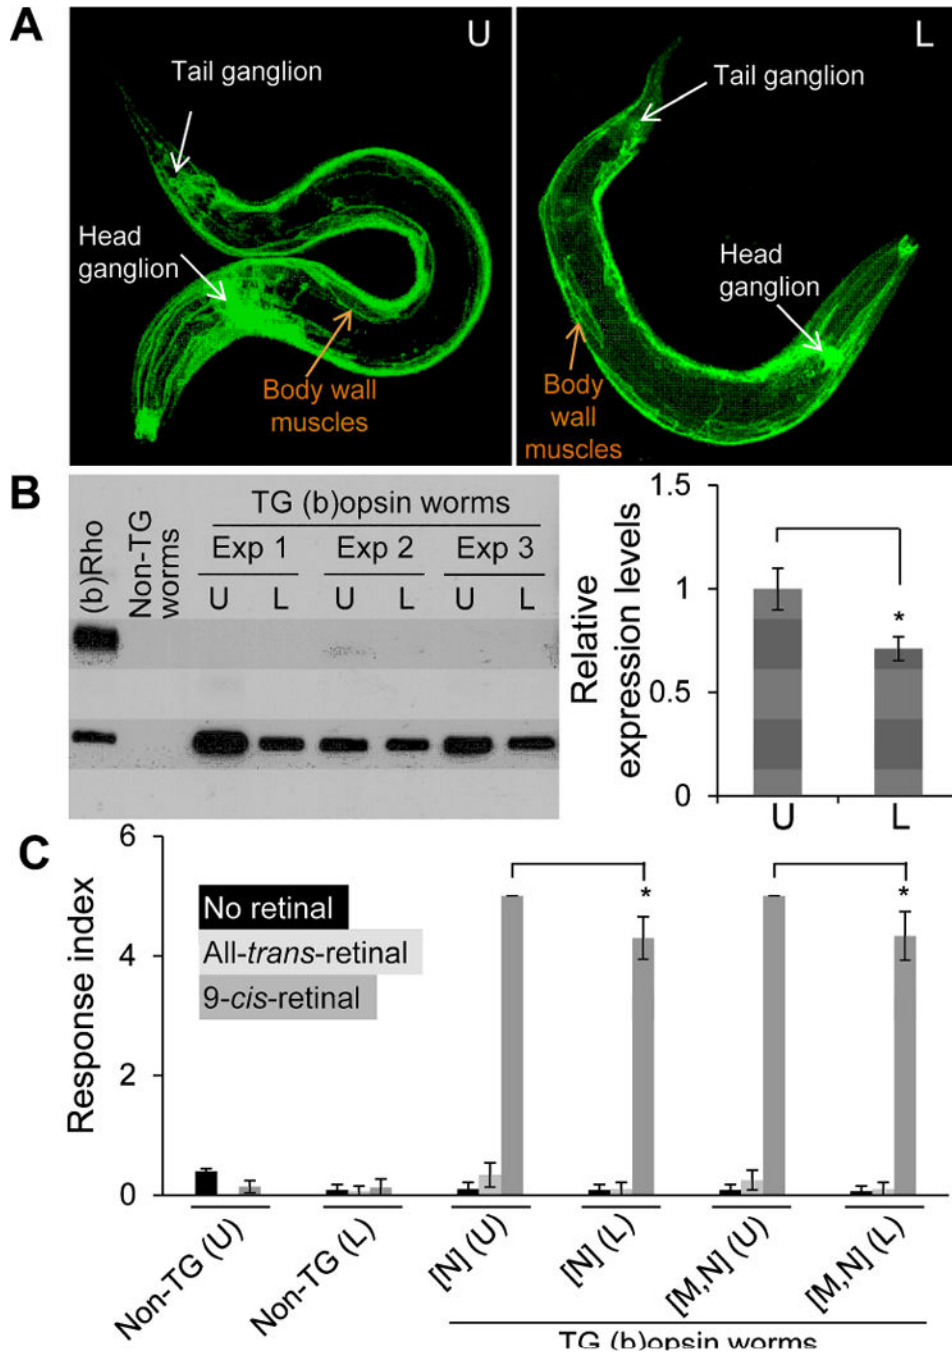 A
U
Tail ganglion
Head
ganglion
Body wall
muscles
L
Tail ganglion
Head
ganglion
Body
wall
muscles
B
(b)Rho
Non-TG
worms
TG (b)opsin worms
Exp 1
Exp 2
Exp 3
U
L
U
L
U
L
Relative
expression levels
1.5
1
0.5
0
*
U
L
C
Response index
6
4
2
0
No retinal
All-trans-retinal
9-cis-retinal
*
*
Non-TG (U)
Non-TG (L)
[N] (U)
[N] (L)
[M,N] (U)
[M,N] (L)
TG (b)opsin worms